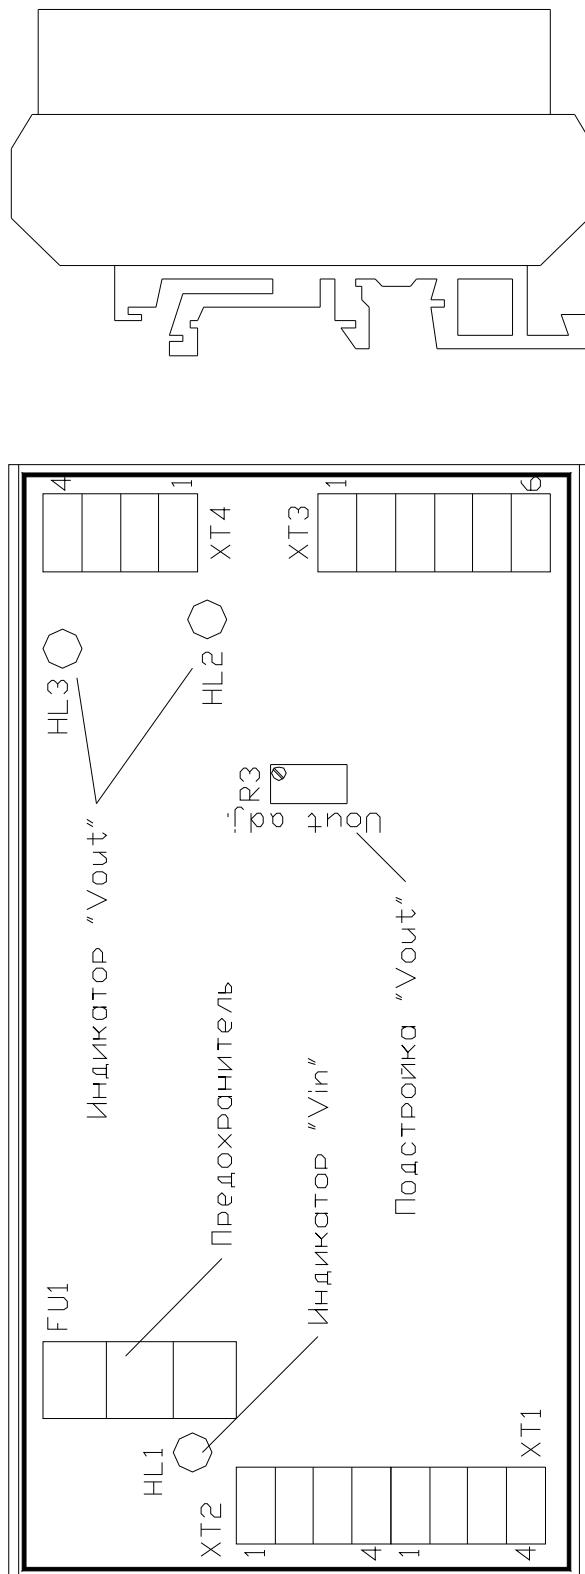 4
1
XT4
XT3
1
6
HL3
HL2
R3
Vout adj.
Индикатор "Vout"
Предохранитель
Индикатор "Vin"
Подстройка "Vout"
FU1
HL1
XT2
1
4
1
4
XT1